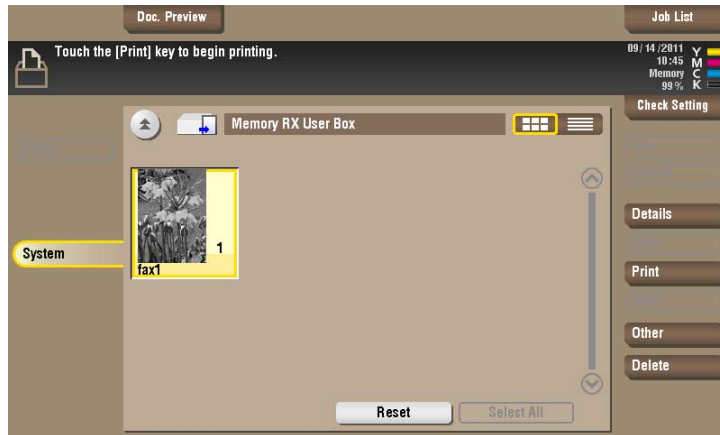 Doc. Preview
Job List
Touch the [Print] key to begin printing.
09/14/2011
10:45
Memory
99%
Y
M
C
K
Check Setting
Memory RX User Box
Details
System
1
fax1
Print
Other
Delete
Reset
Select All